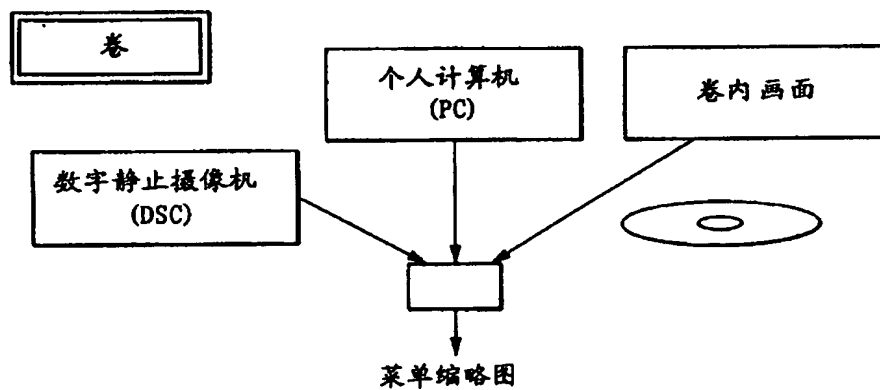 卷
个人计算机
(PC)
卷内画面
数字静止摄像机
(DSC)
菜单缩略图